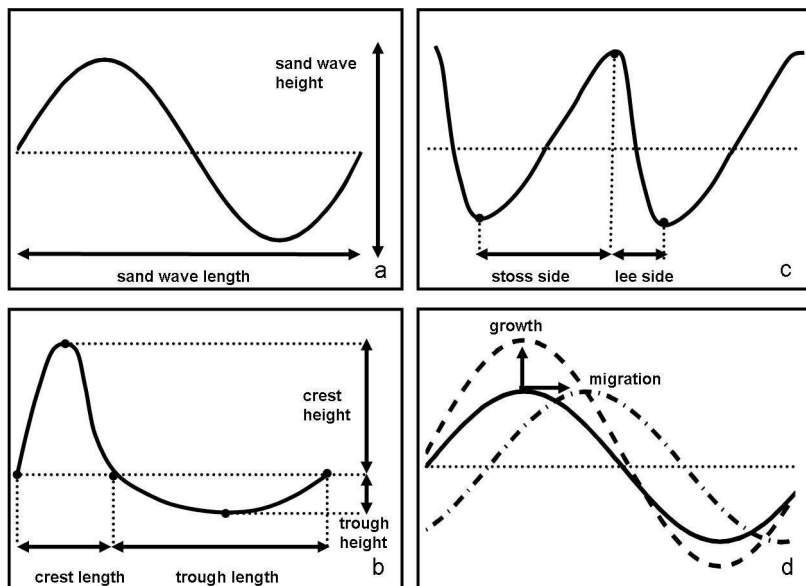 sand wave
height
sand wave length
a
stoss side
lee side
c
crest
height
trough
height
crest length
trough length
b
growth
migration
d